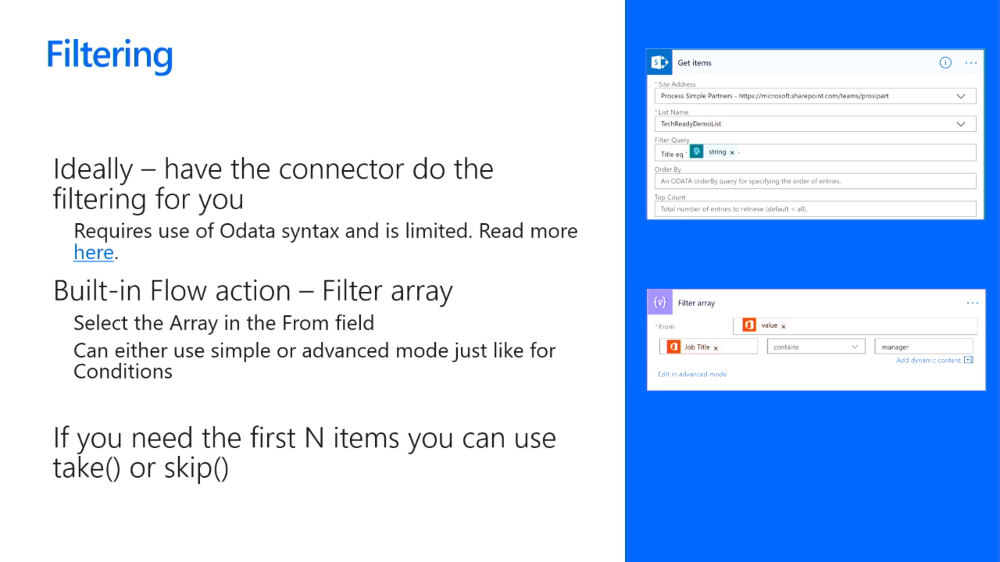 Filtering
Ideally – have the connector do the
filtering for you
Requires use of Odata syntax and is limited. Read more
here.
Built-in Flow action – Filter array
Select the Array in the From field
Can either use simple or advanced mode just like for
Conditions
If you need the first N items you can use
take() or skip()
S Get items
* Site Address
Process Simple Partners - https://microsoft.sharepoint.com/teams/prosipart
* List Name
TechReadyDemoList
Filter Query
Title eq ' string × '
Order By
An ODATA orderBy query for specifying the order of entries.
Top Count
Total number of entries to retrieve (default = all).
Filter array
* From value ×
Job Title × contains manager
Add dynamic content
Edit in advanced mode